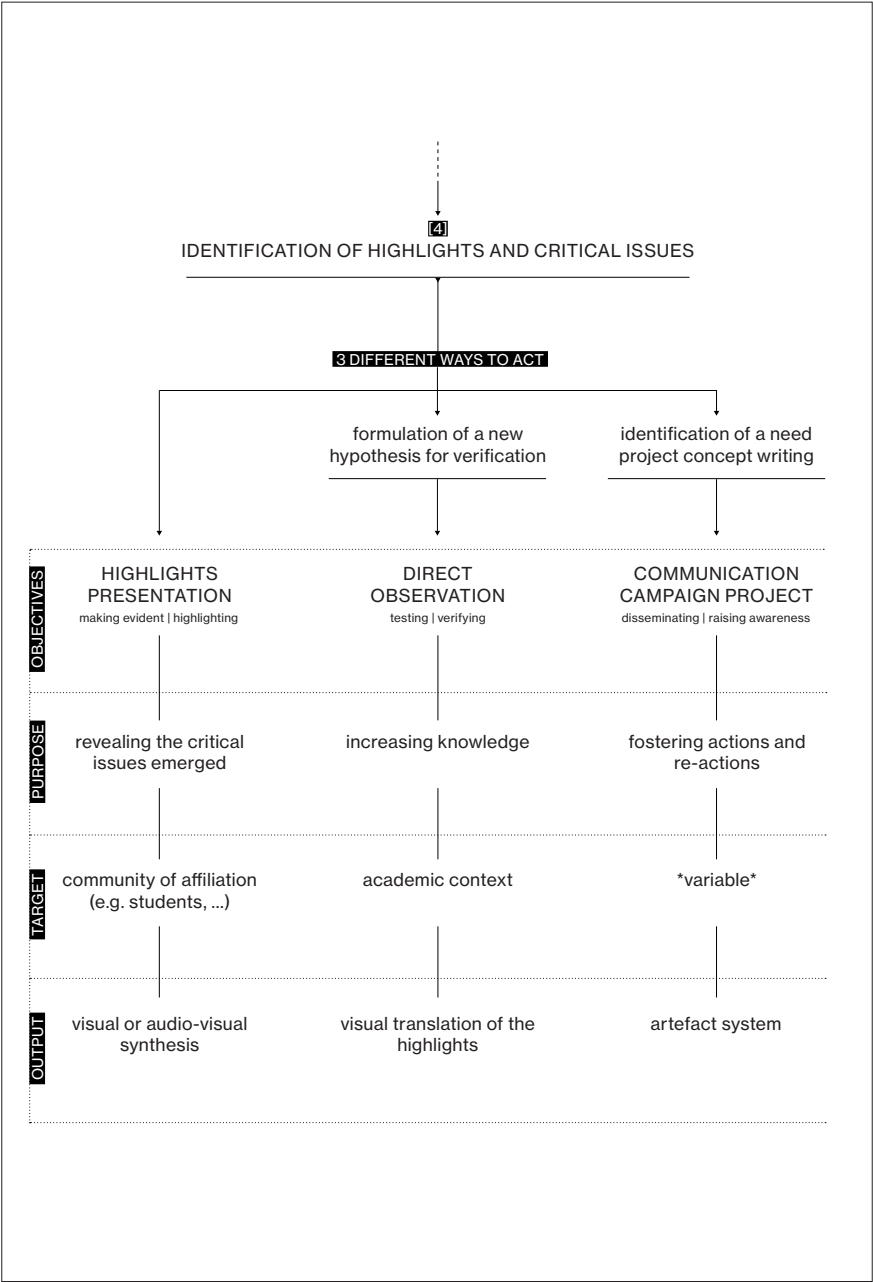 [4]
IDENTIFICATION OF HIGHLIGHTS AND CRITICAL ISSUES
3 DIFFERENT WAYS TO ACT
formulation of a new
hypothesis for verification
identification of a need
project concept writing
OBJECTIVES
HIGHLIGHTS
PRESENTATION
making evident | highlighting
DIRECT
OBSERVATION
testing | verifying
COMMUNICATION
CAMPAIGN PROJECT
disseminating | raising awareness
PURPOSE
revealing the critical
issues emerged
increasing knowledge
fostering actions and
re-actions
TARGET
community of affiliation
(e.g. students, ...)
academic context
*variable*
OUTPUT
visual or audio-visual
synthesis
visual translation of the
highlights
artefact system